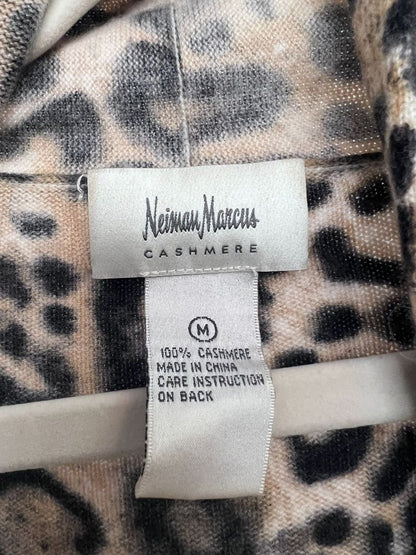 Neiman Marcus
CASHMERE
M
100% CASHMERE
MADE IN CHINA
CARE INSTRUCTION
ON BACK